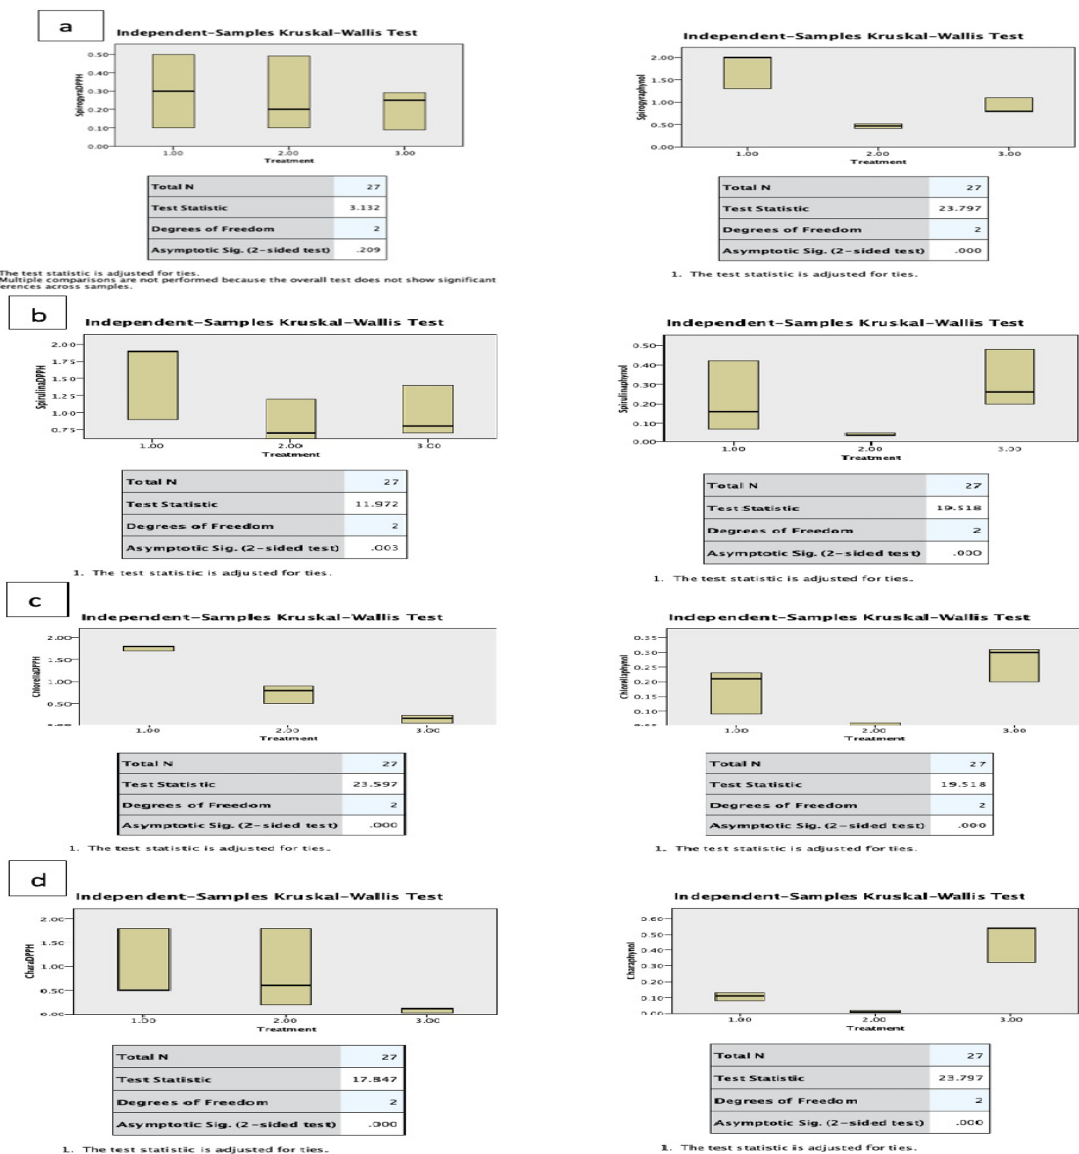 a
Independent-Samples Kruskal-Wallis Test
SpirogyraDPPH
0.50
0.40
0.30
0.20
0.10
0.00
1.00 2.00 3.00
Treatment
Total N 27
Test Statistic 3.132
Degrees of Freedom 2
Asymptotic Sig. (2-sided test) .209
The test statistic is adjusted for ties.
Multiple comparisons are not performed because the overall test does not show significant
erences across samples.
Independent-Samples Kruskal-Wallis Test
Spirogyraphynol
2.00
1.50
1.00
0.50
0.00
1.00 2.00 3.00
Treatment
Total N 27
Test Statistic 23.797
Degrees of Freedom 2
Asymptotic Sig. (2-sided test) .000
1. The test statistic is adjusted for ties.
b
Independent-Samples Kruskal-Wallis Test
SpirulinaDPPH
2.00
1.75
1.50
1.25
1.00
0.75
1.00 2.00 3.00
Treatment
Total N 27
Test Statistic 11.972
Degrees of Freedom 2
Asymptotic Sig. (2-sided test) .003
1. The test statistic is adjusted for ties.
Independent-Samples Kruskal-Wallis Test
Spirulinaphynol
0.50
0.40
0.30
0.20
0.10
0.00
1.00 2.00 3.00
Treatment
Total N 27
Test Statistic 19.518
Degrees of Freedom 2
Asymptotic Sig. (2-sided test) .000
1. The test statistic is adjusted for ties.
c
Independent-Samples Kruskal-Wallis Test
ChlorellaDPPH
2.00
1.50
1.00
0.50
1.00 2.00 3.00
Treatment
Total N 27
Test Statistic 23.597
Degrees of Freedom 2
Asymptotic Sig. (2-sided test) .000
1. The test statistic is adjusted for ties.
Independent-Samples Kruskal-Wallis Test
Chlorellaphynol
0.35
0.30
0.25
0.20
0.15
0.10
1.00 2.00 3.00
Treatment
Total N 27
Test Statistic 19.518
Degrees of Freedom 2
Asymptotic Sig. (2-sided test) .000
1. The test statistic is adjusted for ties.
d
Independent-Samples Kruskal-Wallis Test
CharaDPPH
2.00
1.50
1.00
0.50
0.00
1.00 2.00 3.00
Treatment
Total N 27
Test Statistic 17.847
Degrees of Freedom 2
Asymptotic Sig. (2-sided test) .000
1. The test statistic is adjusted for ties.
Independent-Samples Kruskal-Wallis Test
Charaphynol
0.60
0.50
0.40
0.30
0.20
0.10
0.00
1.00 2.00 3.00
Treatment
Total N 27
Test Statistic 23.797
Degrees of Freedom 2
Asymptotic Sig. (2-sided test) .000
1. The test statistic is adjusted for ties.